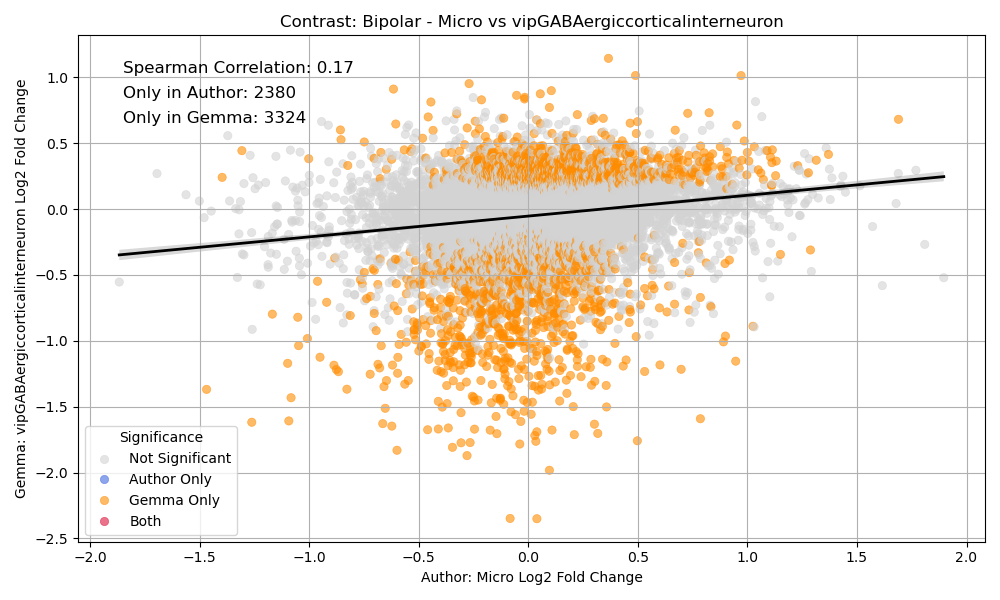 Contrast: Bipolar - Micro vs vipGABAergiccorticalinterneuron
Spearman Correlation: 0.17
Only in Author: 2380
Only in Gemma: 3324
Gemma: vipGABAergiccorticalinterneuron Log2 Fold Change
1.0
0.5
0.0
−0.5
−1.0
−1.5
−2.0
−2.5
Significance
Not Significant
Author Only
Gemma Only
Both
−2.0 −1.5 −1.0 −0.5 0.0 0.5 1.0 1.5 2.0
Author: Micro Log2 Fold Change